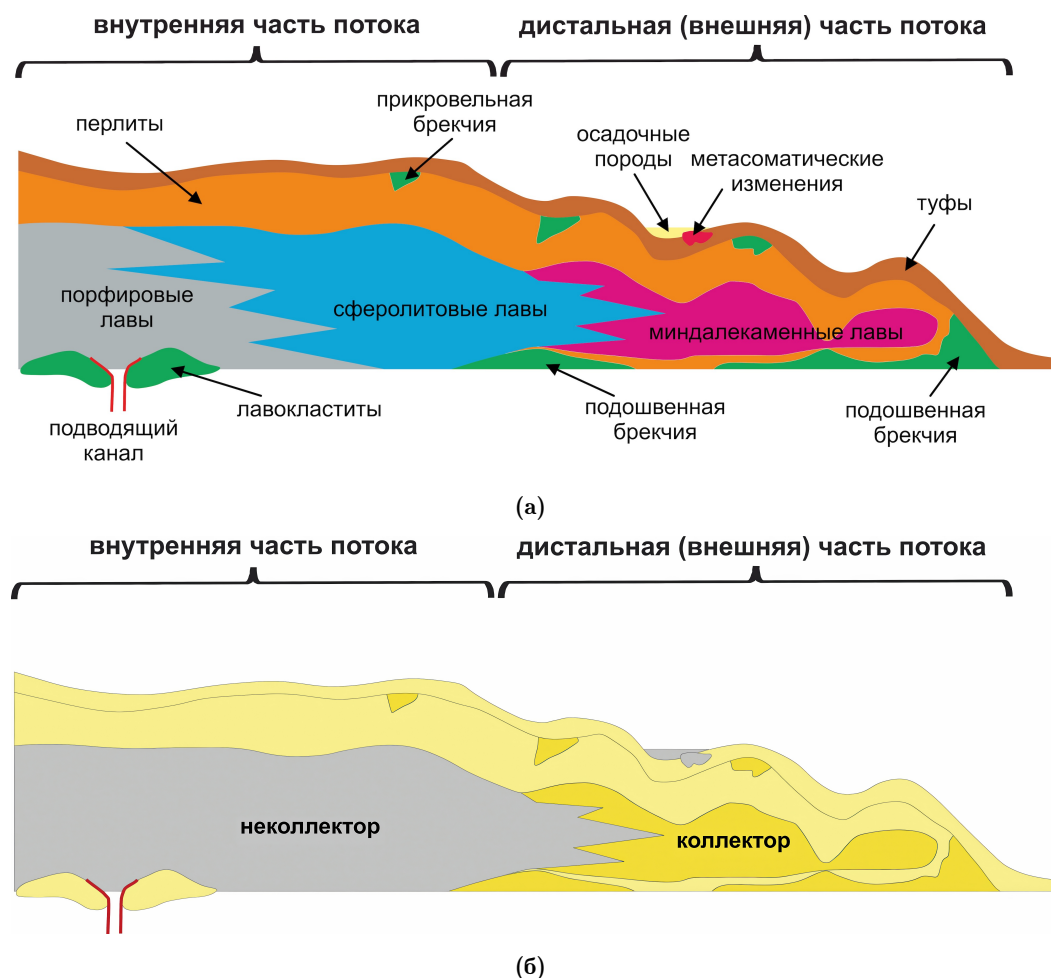 внутренняя часть потока
дистальная (внешняя) часть потока
перлиты
прикровельная
брекчия
осадочные
породы
метасоматические
изменения
туфы
порфировые
лавы
сферолитовые лавы
миндалекаменные лавы
подводящий
канал
лавокластиты
подошвенная
брекчия
подошвенная
брекчия
(а)
внутренняя часть потока
дистальная (внешняя) часть потока
неколлектор
коллектор
(б)